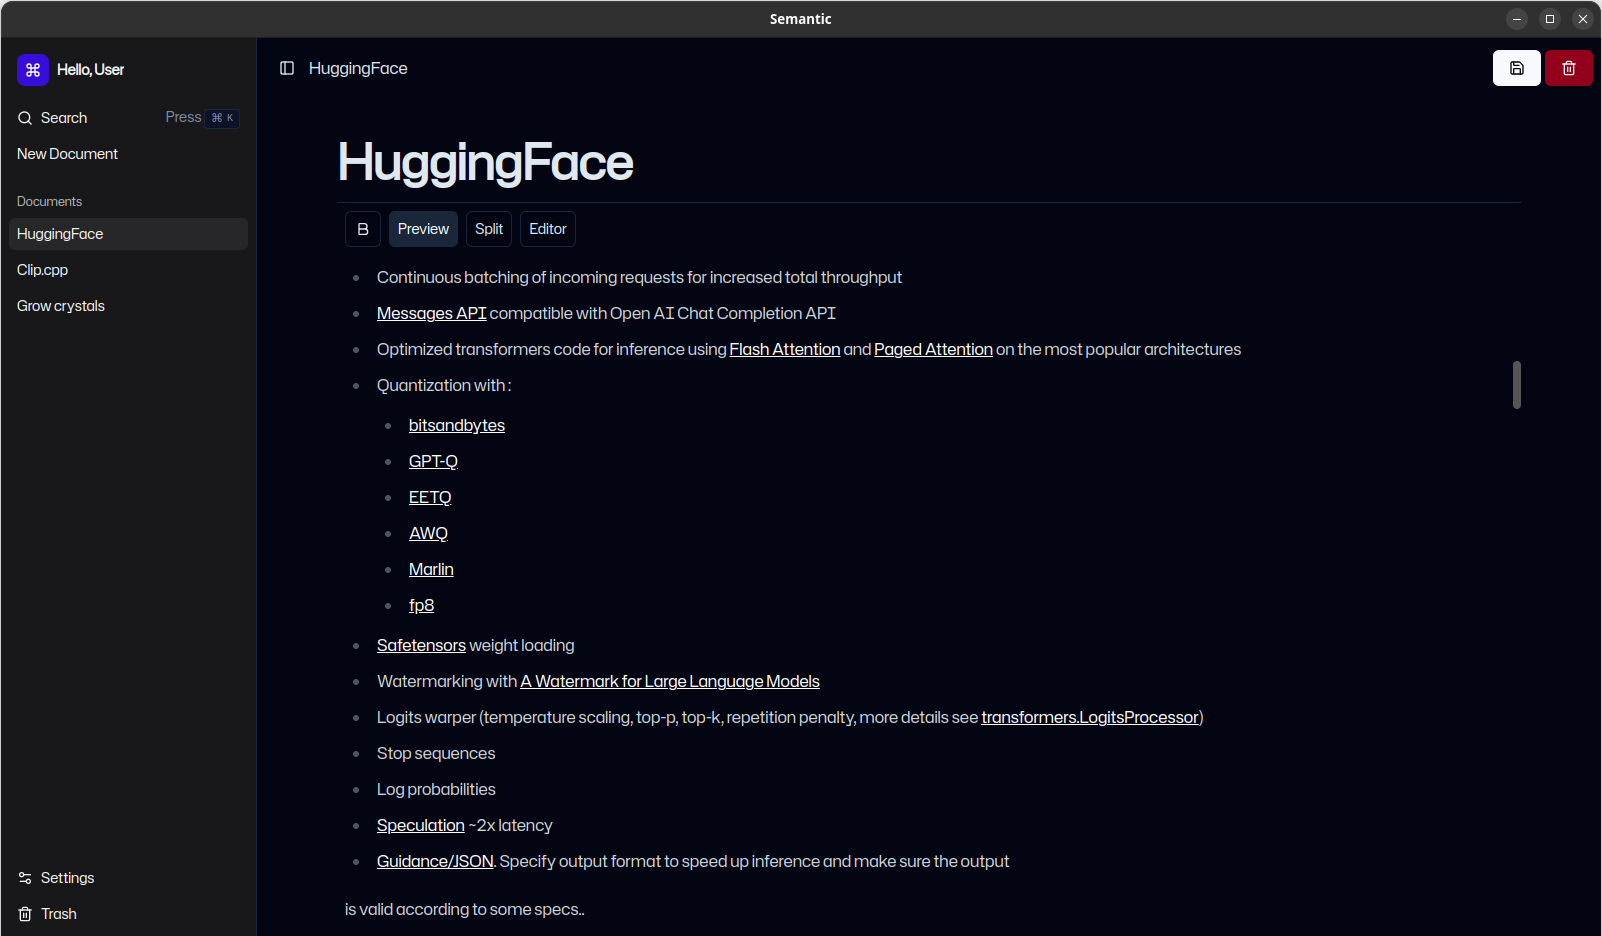 Semantic
Hello, User
Search Press ⌘ K
New Document
Documents
HuggingFace
Clip.cpp
Grow crystals
Settings
Trash
HuggingFace
HuggingFace
B Preview Split Editor
Continuous batching of incoming requests for increased total throughput
Messages API compatible with Open AI Chat Completion API
Optimized transformers code for inference using Flash Attention and Paged Attention on the most popular architectures
Quantization with :
bitsandbytes
GPT-Q
EETQ
AWQ
Marlin
fp8
Safetensors weight loading
Watermarking with A Watermark for Large Language Models
Logits warper (temperature scaling, top-p, top-k, repetition penalty, more details see transformers.LogitsProcessor)
Stop sequences
Log probabilities
Speculation ~2x latency
Guidance/JSON. Specify output format to speed up inference and make sure the output
is valid according to some specs..